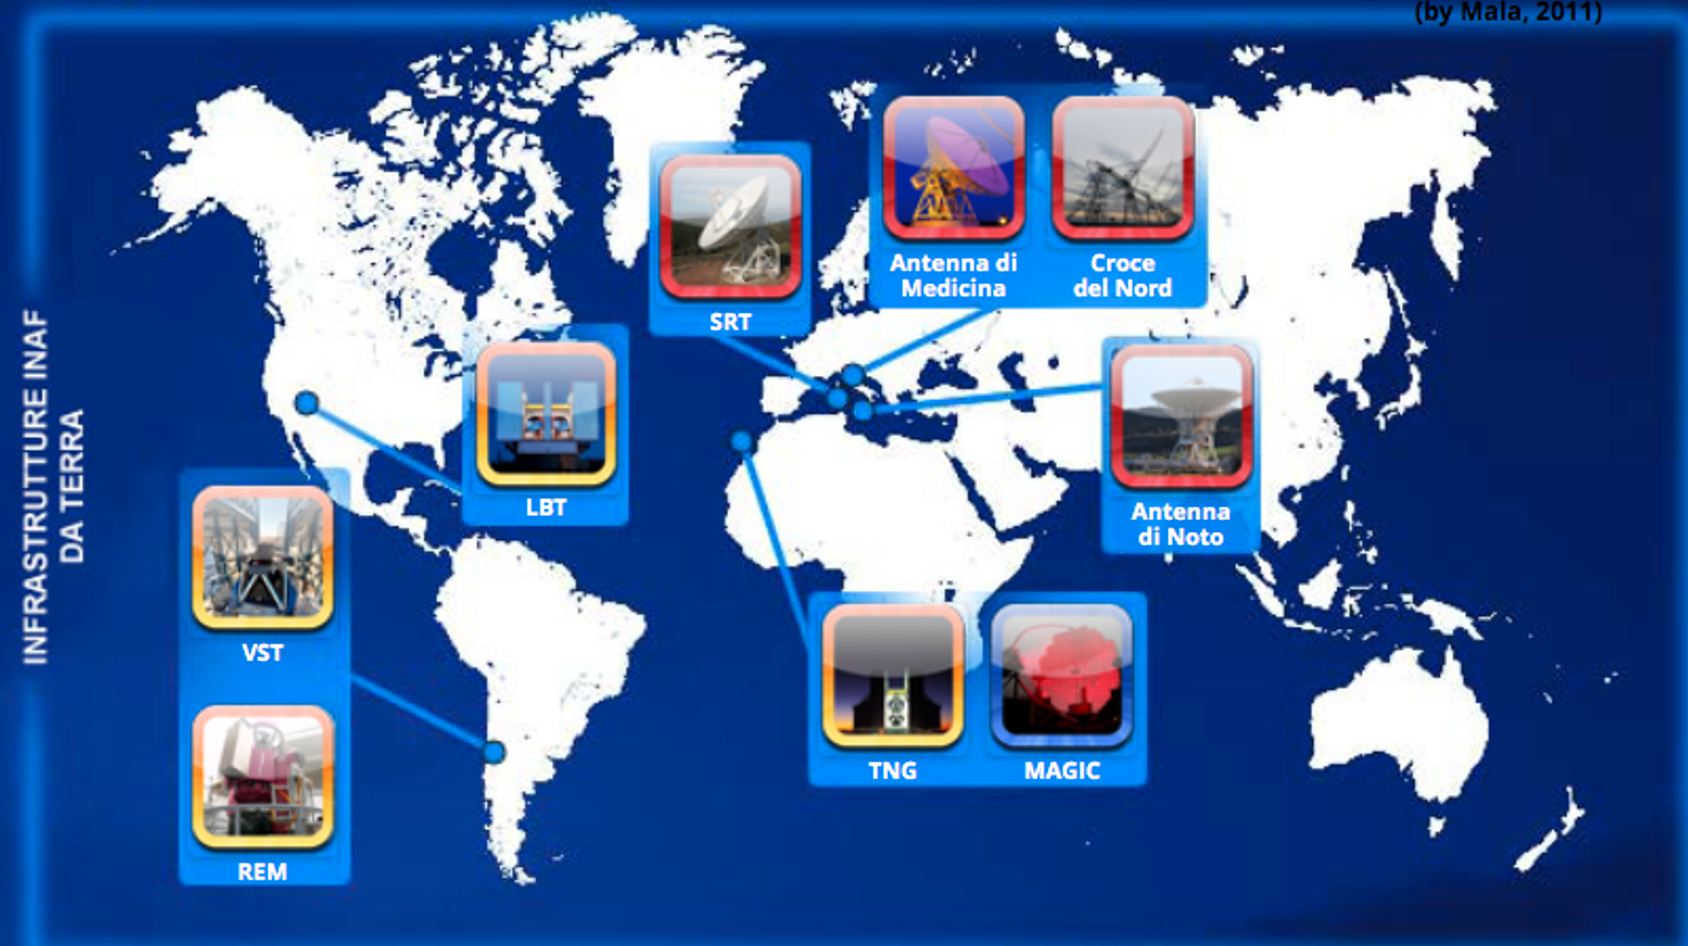 (by Mala, 2011)
INFRASTRUTTURE INAF
DA TERRA
SRT
Antenna di
Medicina
Croce
del Nord
LBT
Antenna
di Noto
VST
REM
TNG
MAGIC